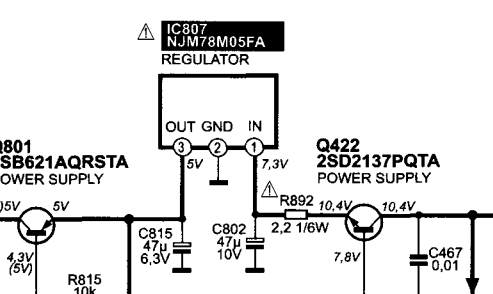 IC807
NJM78M05FA
REGULATOR
OUT GND IN
3 2 1
5V 7,3V
SB621AQRSTA
OWER SUPPLY
Q422
2SD2137PQTA
POWER SUPPLY
5V 5V
R892
10,4V 10,4V
2,2 1/6W
C815
47µ
6,3V
C802
47µ
10V
4,3V
(5V)
7,8V
C467
0,01
R815
10k